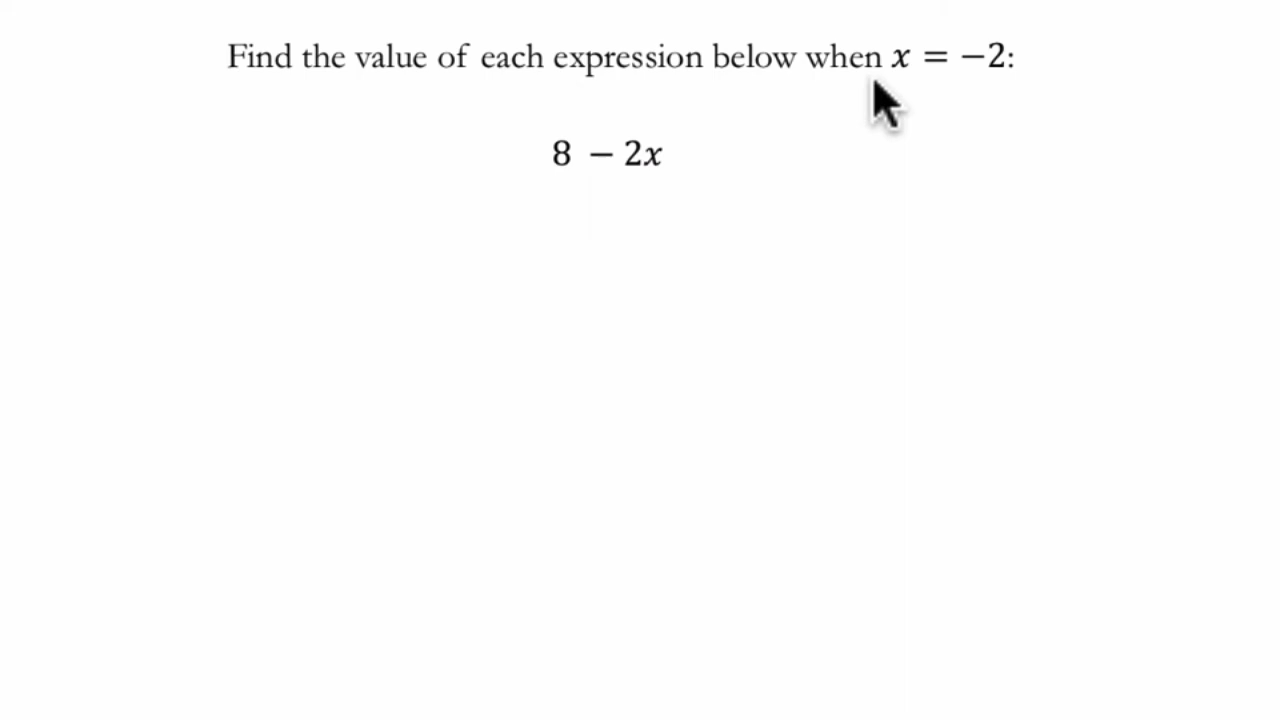 Find the value of each expression below when x = −2:
8 − 2x